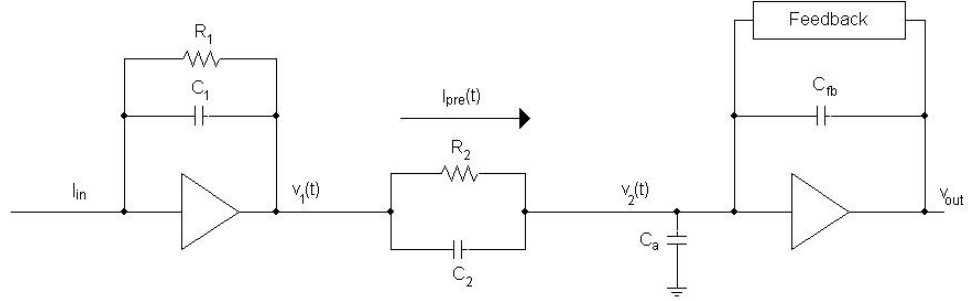 Feedback
R1
C1
Ipre(t)
Cfb
R2
Iin
v1(t)
v2(t)
vout
Ca
C2